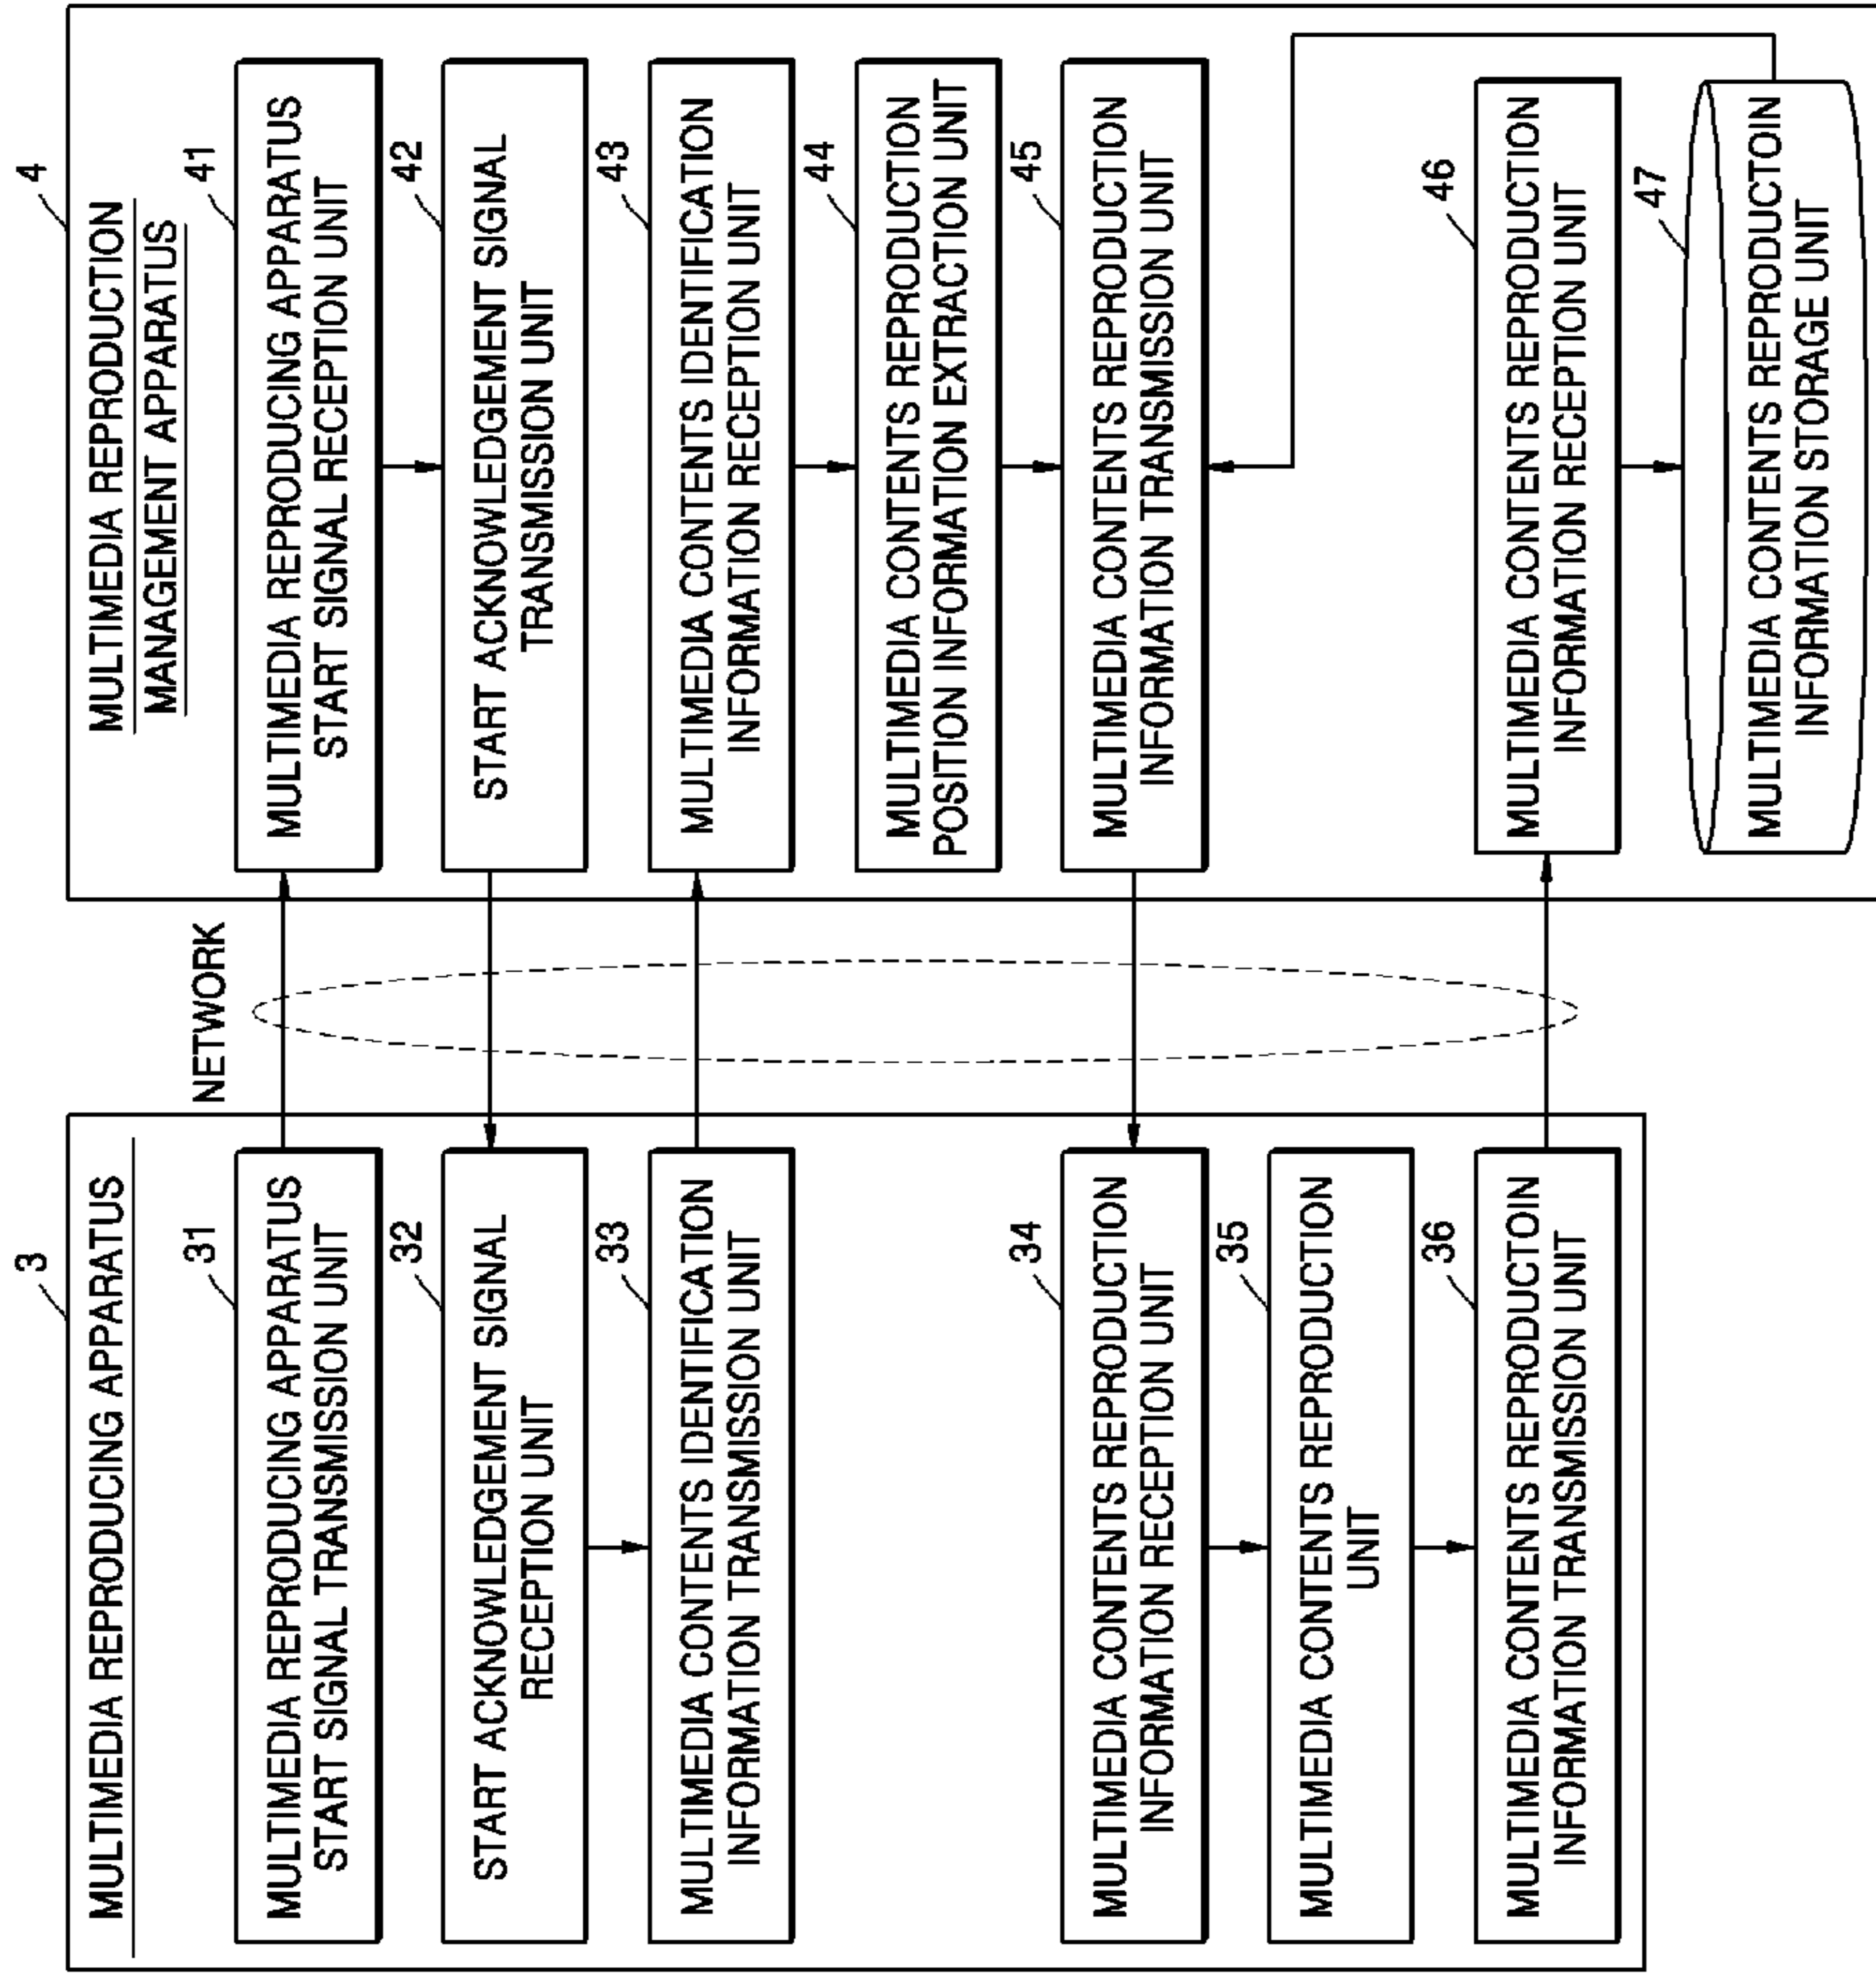 3
MULTIMEDIA REPRODUCING APPARATUS
31
MULTIMEDIA REPRODUCING APPARATUS
START SIGNAL TRANSMISSION UNIT
32
START ACKNOWLEDGEMENT SIGNAL
RECEPTION UNIT
33
MULTIMEDIA CONTENTS IDENTIFICATION
INFORMATION TRANSMISSION UNIT
34
MULTIMEDIA CONTENTS REPRODUCTION
INFORMATION RECEPTION UNIT
35
MULTIMEDIA CONTENTS REPRODUCTION
UNIT
36
MULTIMEDIA CONTENTS REPRODUCTOIN
INFORMATION TRANSMISSION UNIT
NETWORK
4
MULTIMEDIA REPRODUCTION
MANAGEMENT APPARATUS
41
MULTIMEDIA REPRODUCING APPARATUS
START SIGNAL RECEPTION UNIT
42
START ACKNOWLEDGEMENT SIGNAL
TRANSMISSION UNIT
43
MULTIMEDIA CONTENTS IDENTIFICATION
INFORMATION RECEPTION UNIT
44
MULTIMEDIA CONTENTS REPRODUCTION
POSITION INFORMATION EXTRACTION UNIT
45
MULTIMEDIA CONTENTS REPRODUCTION
INFORMATION TRANSMISSION UNIT
46
MULTIMEDIA CONTENTS REPRODUCTION
INFORMATION RECEPTION UNIT
47
MULTIMEDIA CONTENTS REPRODUCTOIN
INFORMATION STORAGE UNIT